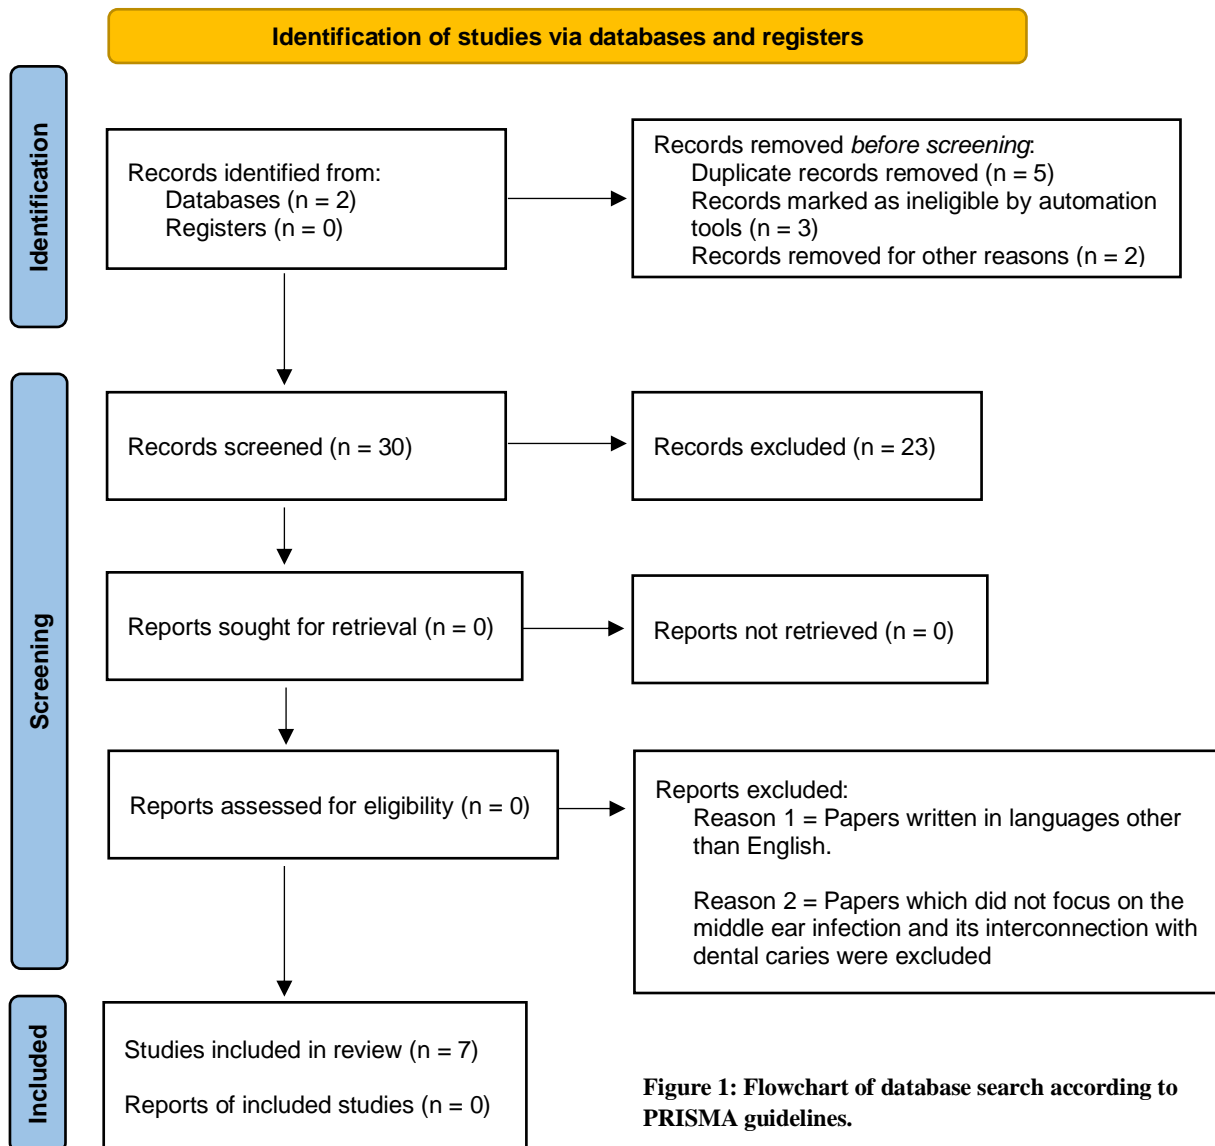 Identification of studies via databases and registers
Identification
Records identified from:
Databases (n = 2)
Registers (n = 0)
Records removed before screening:
Duplicate records removed (n = 5)
Records marked as ineligible by automation
tools (n = 3)
Records removed for other reasons (n = 2)
Screening
Records screened (n = 30)
Records excluded (n = 23)
Reports sought for retrieval (n = 0)
Reports not retrieved (n = 0)
Reports assessed for eligibility (n = 0)
Reports excluded:
Reason 1 = Papers written in languages other
than English.
Reason 2 = Papers which did not focus on the
middle ear infection and its interconnection with
dental caries were excluded
Included
Studies included in review (n = 7)
Reports of included studies (n = 0)
Figure 1: Flowchart of database search according to
PRISMA guidelines.